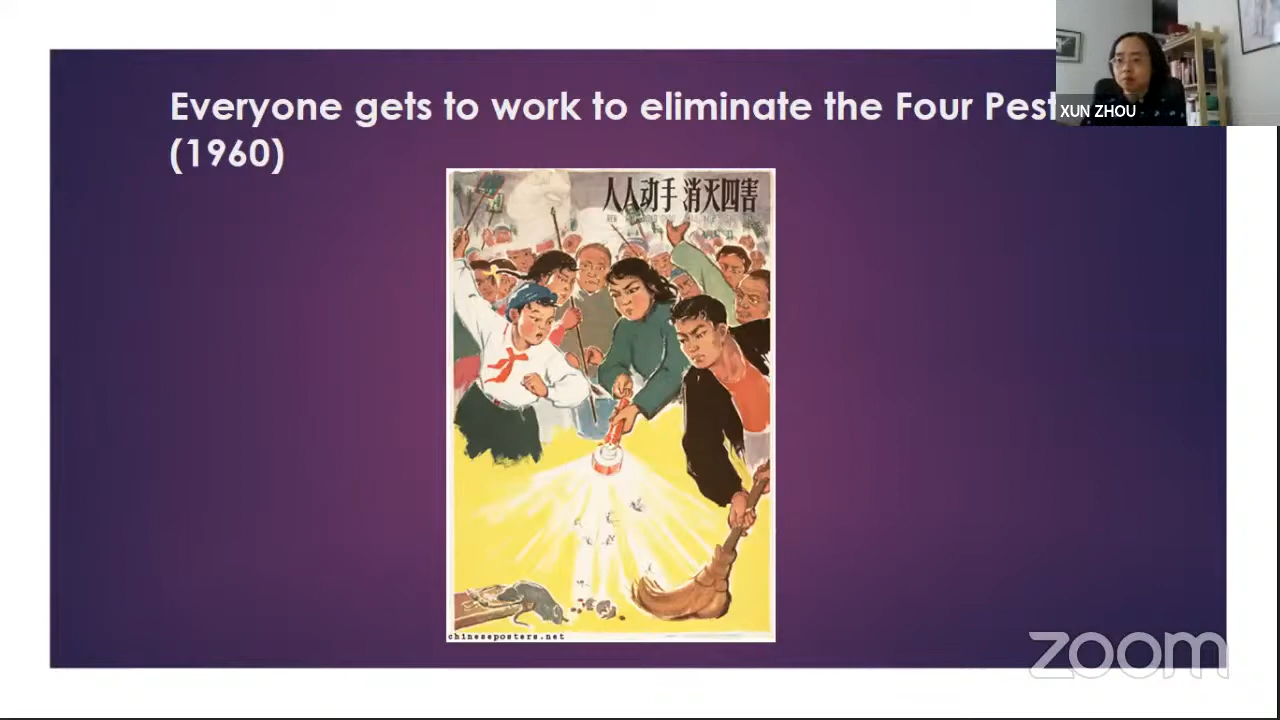 Everyone gets to work to eliminate the Four Pest
(1960)
XUN ZHOU
人人动手 消灭四害
chineseposters.net
zoom